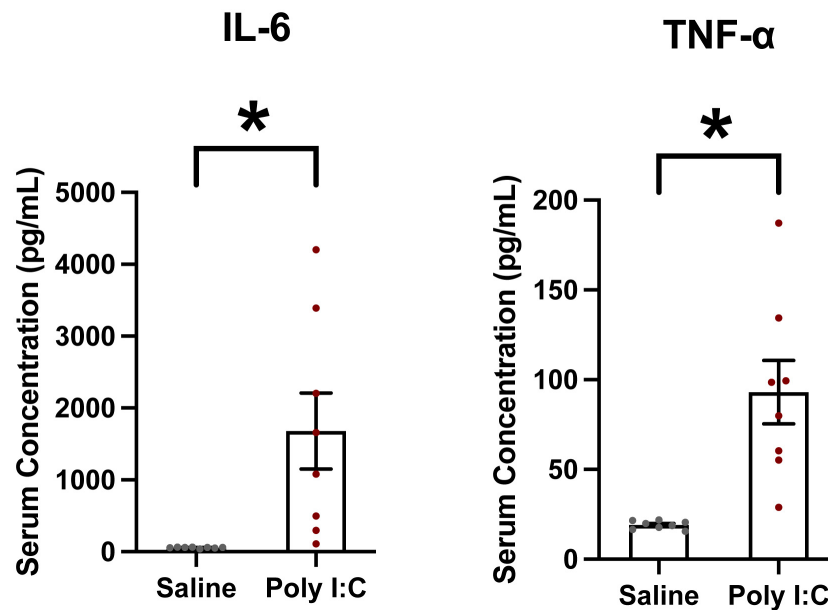 IL-6
*
Serum Concentration (pg/mL)
5000
4000
3000
2000
1000
0
Saline
Poly I:C
TNF-α
*
Serum Concentration (pg/mL)
200
150
100
50
0
Saline
Poly I:C